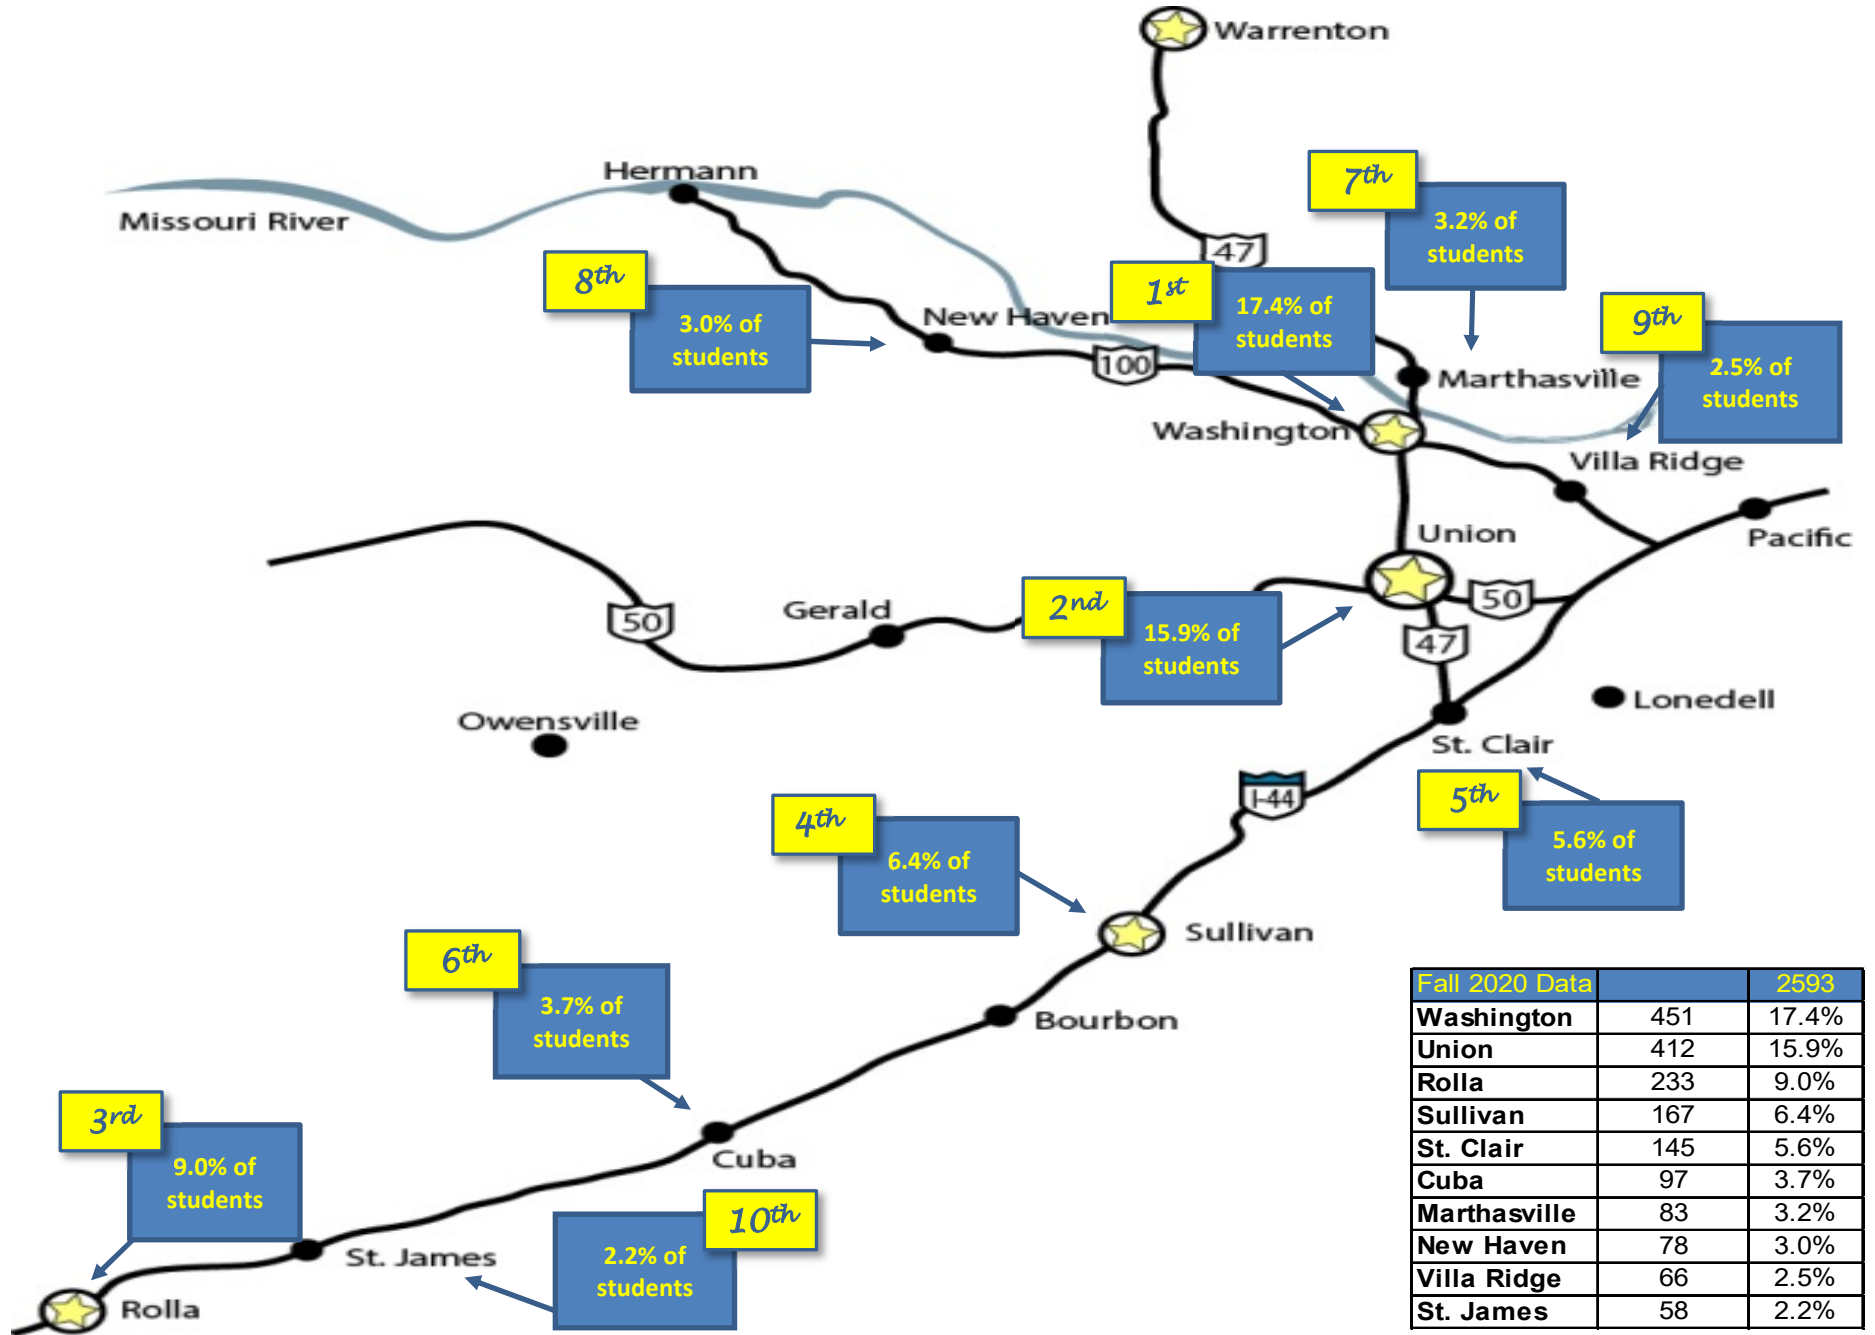 Warrenton
Hermann
Missouri River
7th
3.2% of
students
47
8th
3.0% of
students
1st
17.4% of
students
New Haven
100
9th
2.5% of
students
Marthasville
Washington
Villa Ridge
Pacific
Union
50
Gerald
2nd
15.9% of
students
50
47
Lonedell
Owensville
St. Clair
I-44
5th
5.6% of
students
4th
6.4% of
students
Sullivan
6th
3.7% of
students
Bourbon
3rd
9.0% of
students
Cuba
10th
2.2% of
students
St. James
Rolla
Fall 2020 Data 2593
Washington 451 17.4%
Union 412 15.9%
Rolla 233 9.0%
Sullivan 167 6.4%
St. Clair 145 5.6%
Cuba 97 3.7%
Marthasville 83 3.2%
New Haven 78 3.0%
Villa Ridge 66 2.5%
St. James 58 2.2%